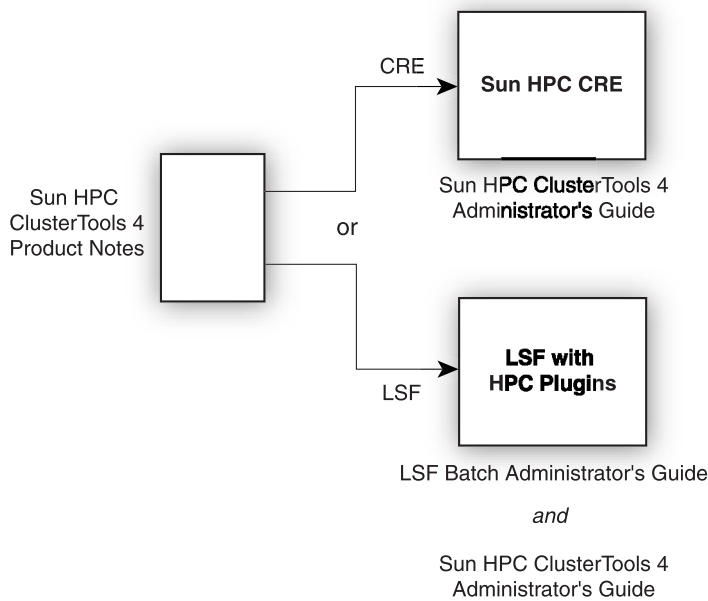 CRE
Sun HPC CRE
Sun HPC ClusterTools 4
Administrator's Guide
Sun HPC
ClusterTools 4
Product Notes
or
LSF with
HPC Plugins
LSF
LSF Batch Administrator's Guide
and
Sun HPC ClusterTools 4
Administrator's Guide